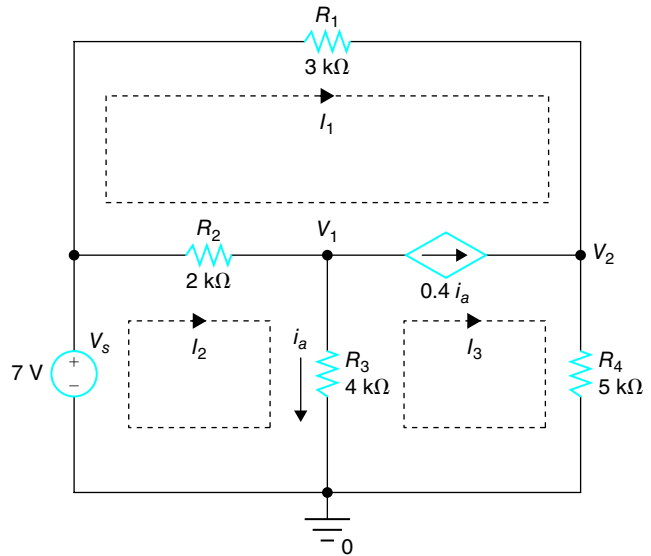 R₁
3 kΩ
I₁
R₂
2 kΩ
V₁
V₂
0.4 iₐ
Vₛ
+
−
7 V
I₂
iₐ
R₃
4 kΩ
I₃
R₄
5 kΩ
0